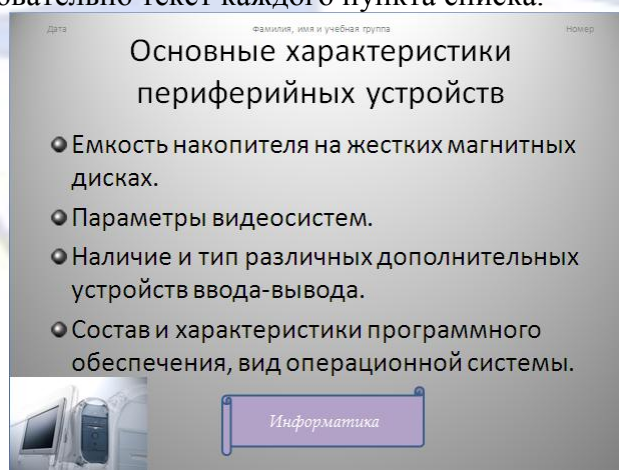 овательно текст каждого пункта списка.
Дата Фамилия, имя и учебная группа Номер
Основные характеристики
периферийных устройств
Емкость накопителя на жестких магнитных
дисках.
Параметры видеосистем.
Наличие и тип различных дополнительных
устройств ввода-вывода.
Состав и характеристики программного
обеспечения, вид операционной системы.
Информатика